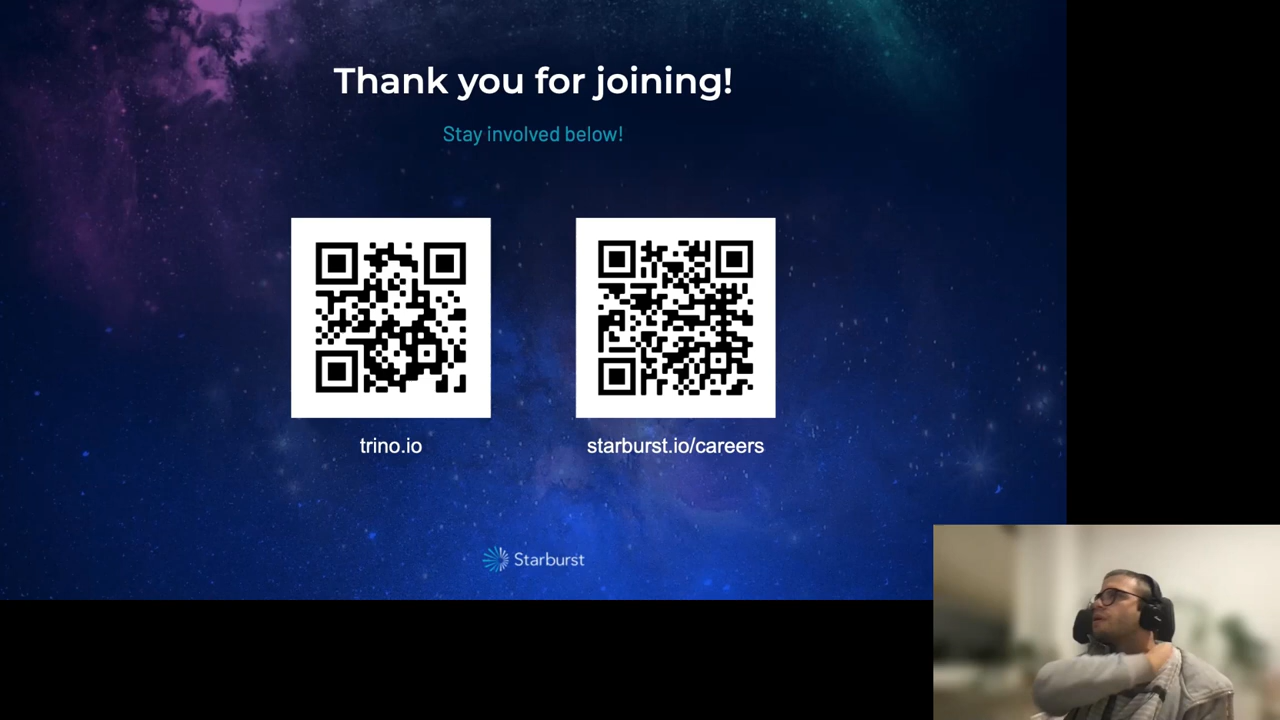 Thank you for joining!
Stay involved below!
trino.io
starburst.io/careers
Starburst